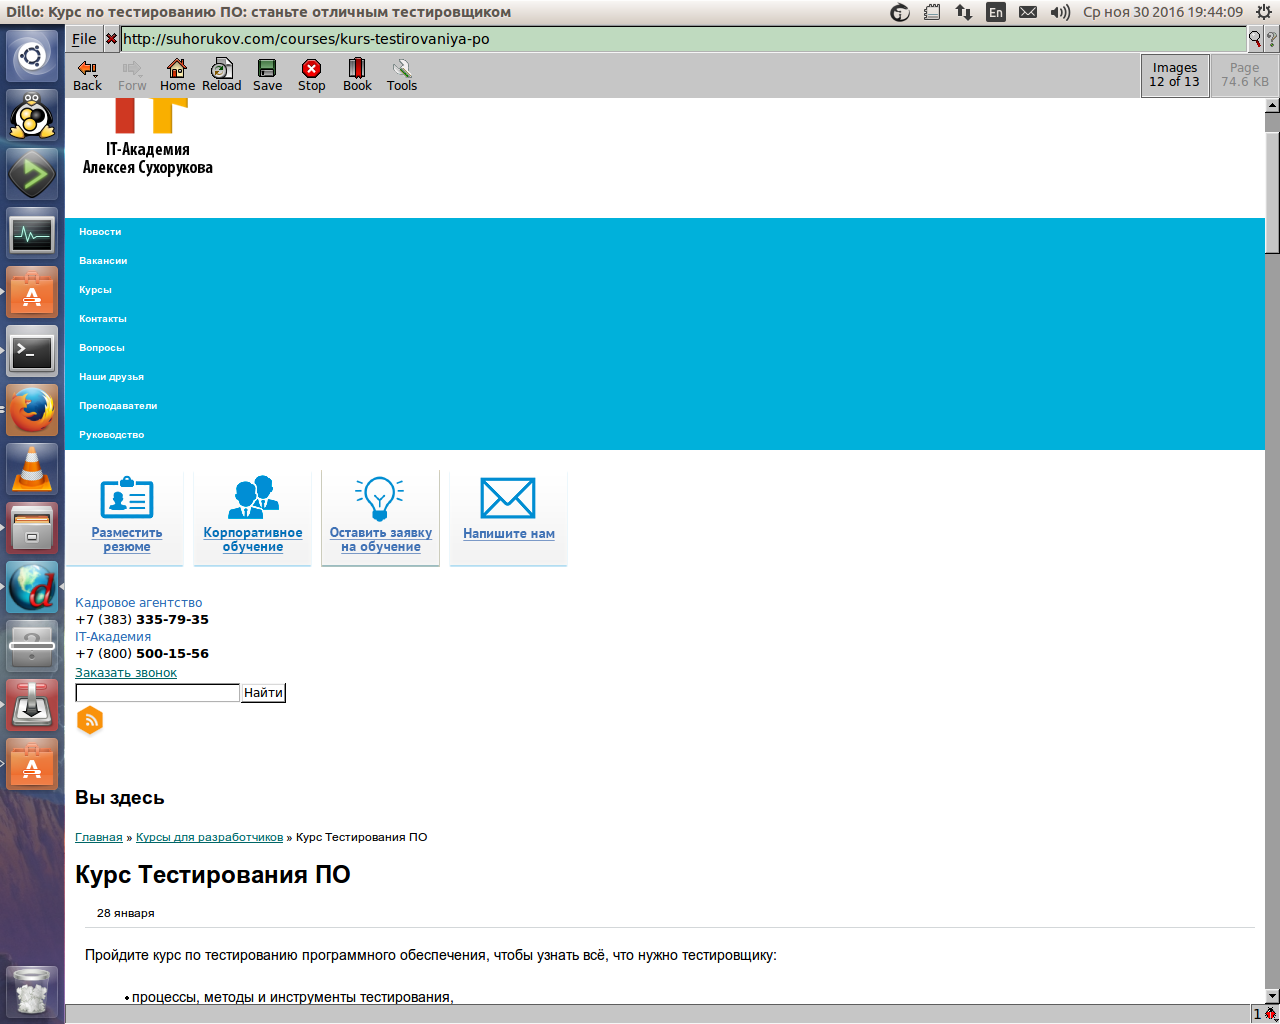 Dillo: Курс по тестированию ПО: станьте отличным тестировщиком
En
Ср ноя 30 2016 19:44:09
File
http://suhorukov.com/courses/kurs-testirovaniya-po
?
Back
Forw
Home
Reload
Save
Stop
Book
Tools
Images
12 of 13
Page
74.6 KB
IT
IT-Академия
Алексея Сухорукова
Новости
Вакансии
Курсы
Контакты
Вопросы
Наши друзья
Преподаватели
Руководство
Разместить
резюме
Корпоративное
обучение
Оставить заявку
на обучение
Напишите нам
Кадровое агентство
+7 (383) 335-79-35
IT-Академия
+7 (800) 500-15-56
Заказать звонок
Найти
Вы здесь
Главная » Курсы для разработчиков » Курс Тестирования ПО
Курс Тестирования ПО
28 января
Пройдите курс по тестированию программного обеспечения, чтобы узнать всё, что нужно тестировщику:
• процессы, методы и инструменты тестирования,
1